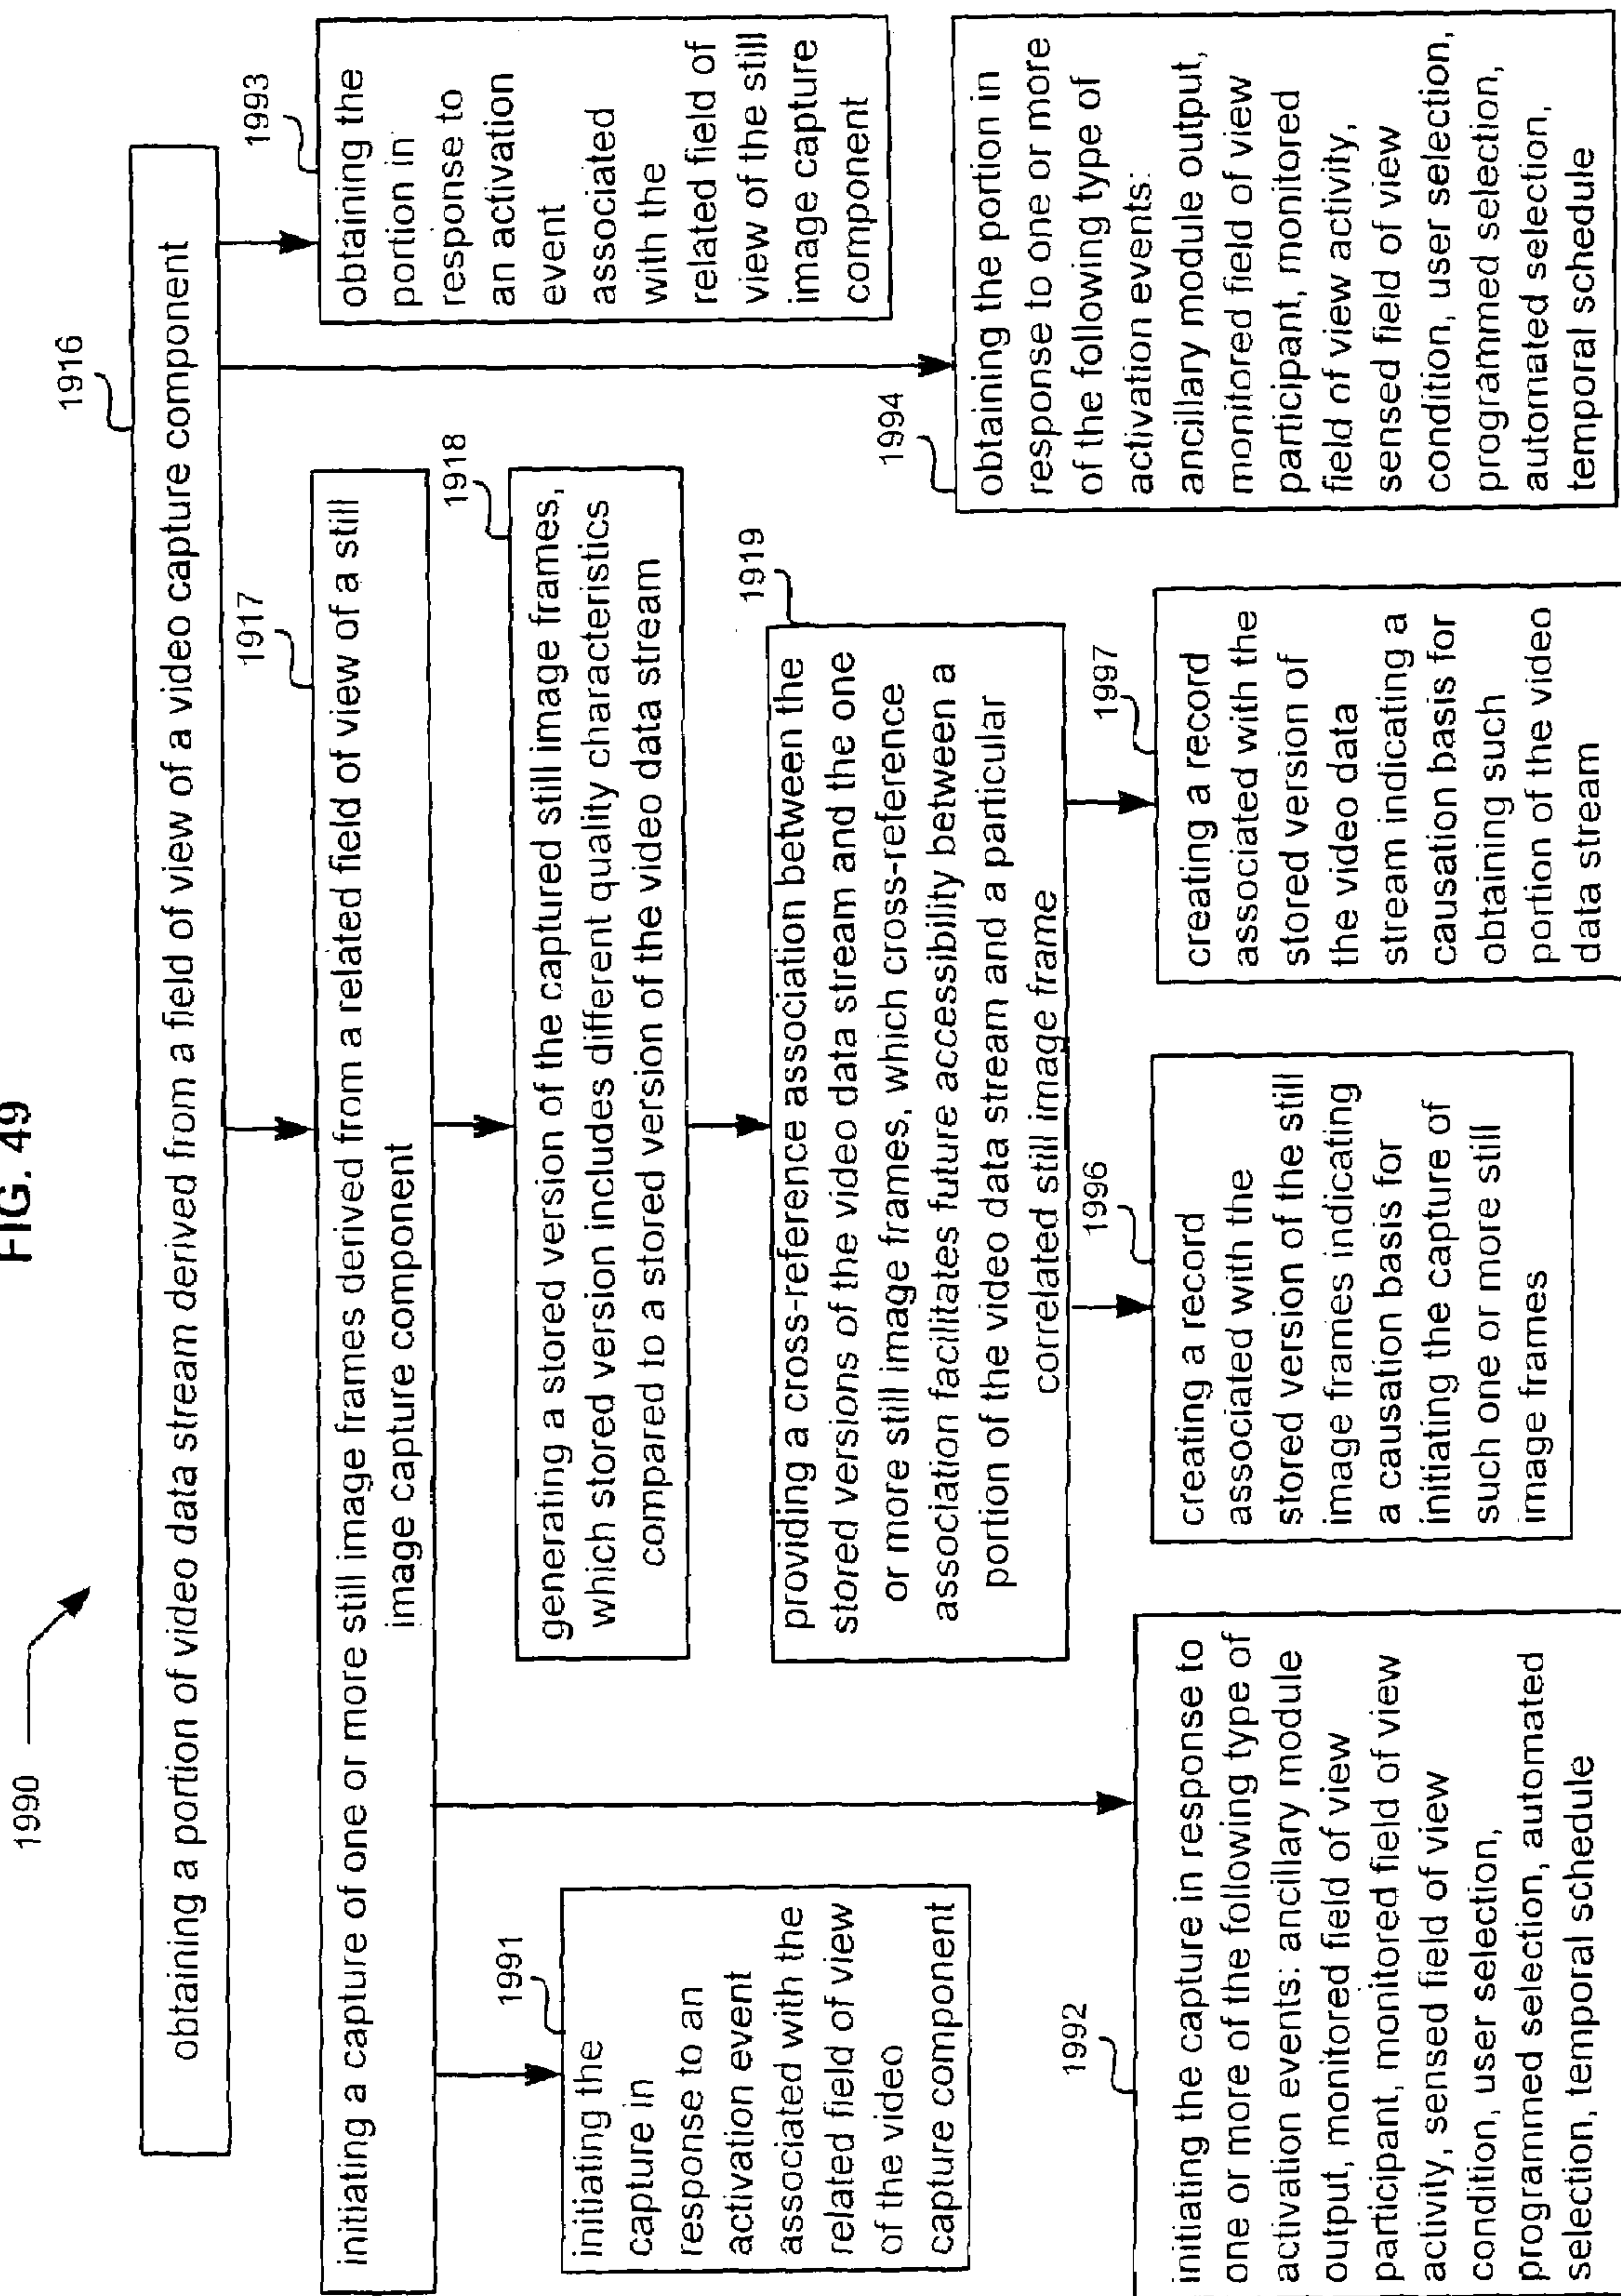 FIG. 49
1990
1916
obtaining a portion of video data stream derived from a field of view of a video capture component
1917
initiating a capture of one or more still image frames derived from a related field of view of a still
image capture component
1993
obtaining the
portion in
response to
an activation
event
associated
with the
related field of
view of the still
image capture
component
1918
generating a stored version of the captured still image frames,
which stored version includes different quality characteristics
compared to a stored version of the video data stream
1991
initiating the
capture in
response to an
activation event
associated with the
related field of view
of the video
capture component
1919
providing a cross-reference association between the
stored versions of the video data stream and the one
or more still image frames, which cross-reference
association facilitates future accessibility between a
portion of the video data stream and a particular
correlated still image frame
1994
obtaining the portion in
response to one or more
of the following type of
activation events:
ancillary module output,
monitored field of view
participant, monitored
field of view activity,
sensed field of view
condition, user selection,
programmed selection,
automated selection,
temporal schedule
1992
initiating the capture in response to
one or more of the following type of
activation events: ancillary module
output, monitored field of view
participant, monitored field of view
activity, sensed field of view
condition, user selection,
programmed selection, automated
selection, temporal schedule
1996
creating a record
associated with the
stored version of the still
image frames indicating
a causation basis for
initiating the capture of
such one or more still
image frames
1997
creating a record
associated with the
stored version of
the video data
stream indicating a
causation basis for
obtaining such
portion of the video
data stream